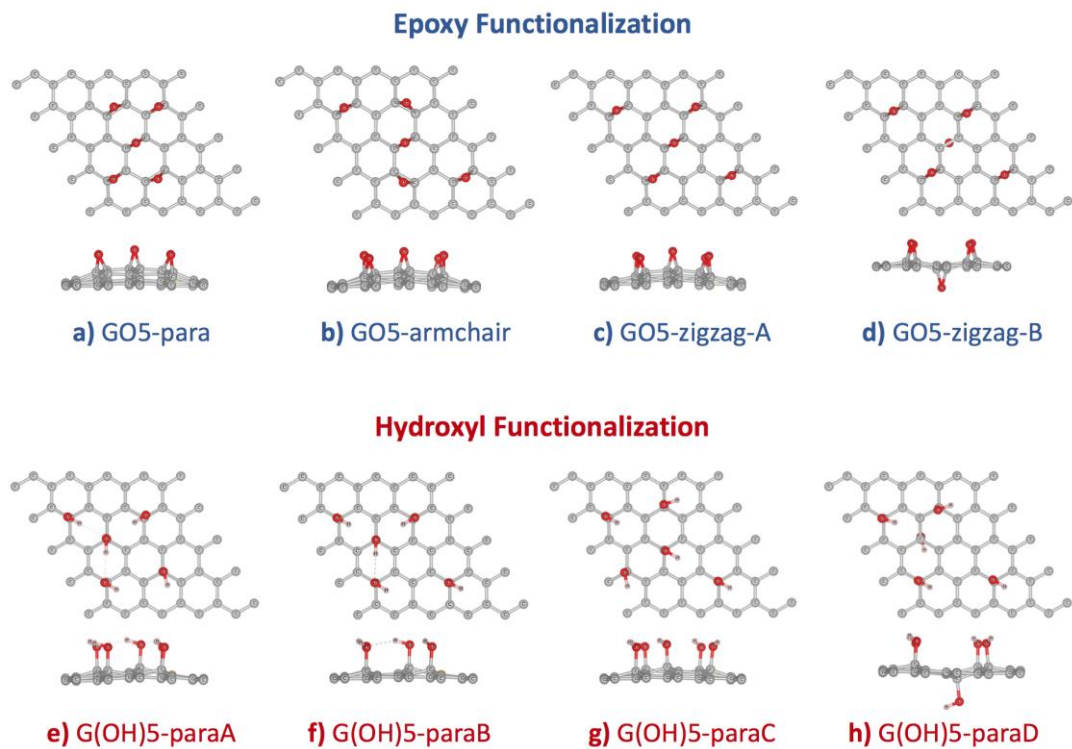 Epoxy Functionalization
a) GO5-para
b) GO5-armchair
c) GO5-zigzag-A
d) GO5-zigzag-B
Hydroxyl Functionalization
e) G(OH)5-paraA
f) G(OH)5-paraB
g) G(OH)5-paraC
h) G(OH)5-paraD